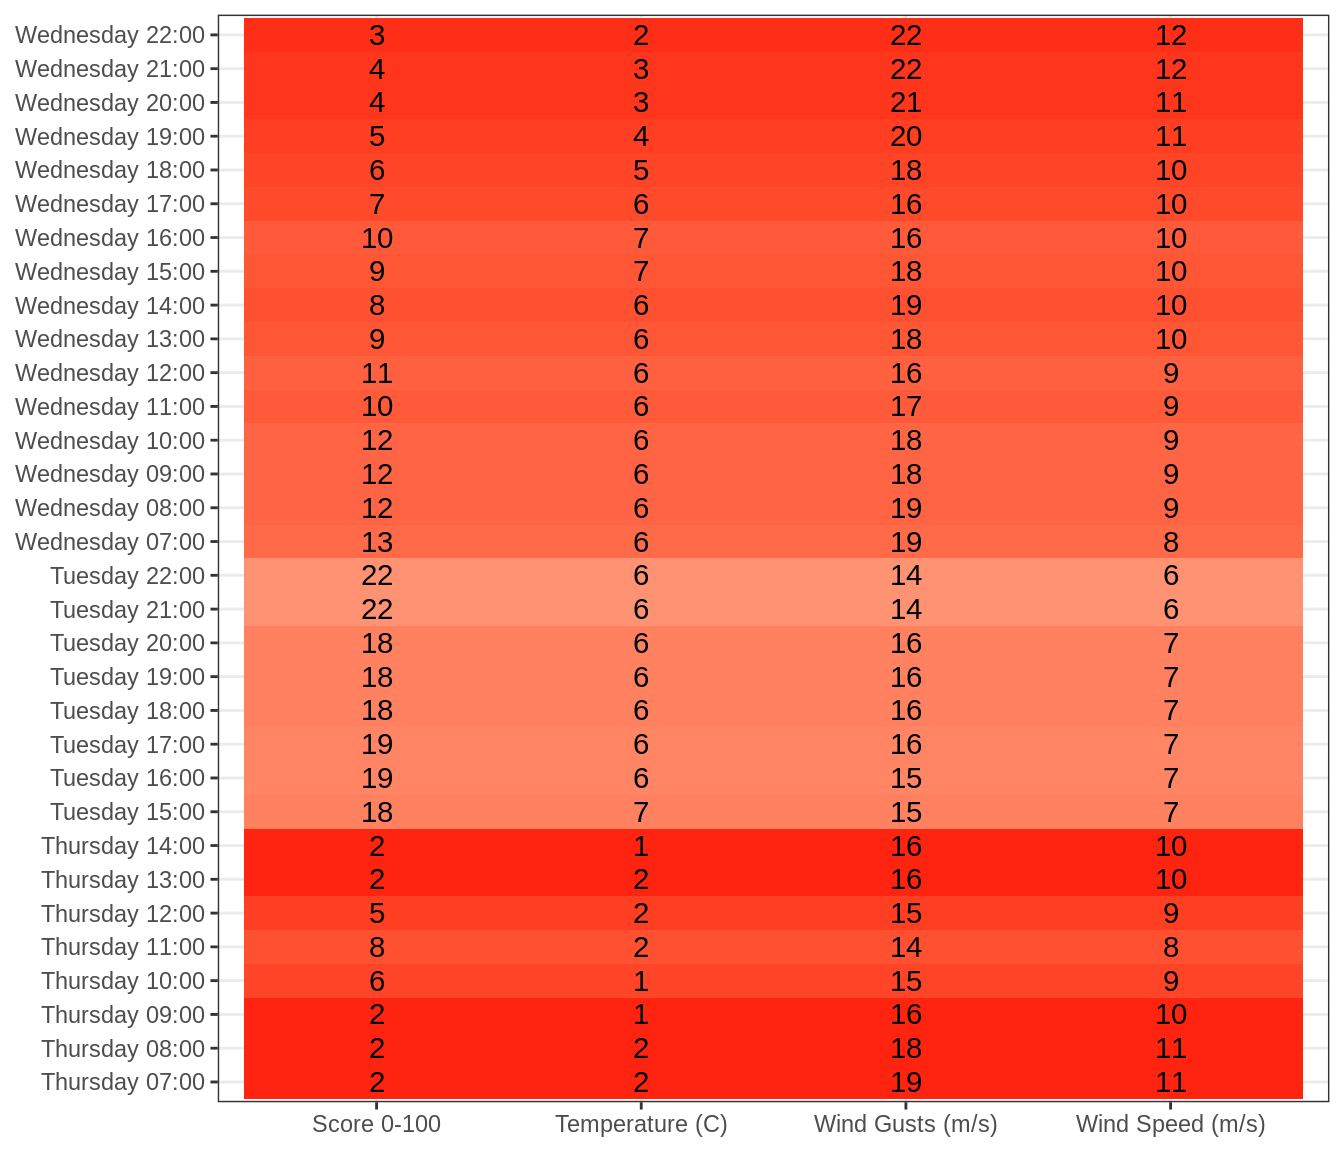 Wednesday 22:00 3 2 22 12
Wednesday 21:00 4 3 22 12
Wednesday 20:00 4 3 21 11
Wednesday 19:00 5 4 20 11
Wednesday 18:00 6 5 18 10
Wednesday 17:00 7 6 16 10
Wednesday 16:00 10 7 16 10
Wednesday 15:00 9 7 18 10
Wednesday 14:00 8 6 19 10
Wednesday 13:00 9 6 18 10
Wednesday 12:00 11 6 16 9
Wednesday 11:00 10 6 17 9
Wednesday 10:00 12 6 18 9
Wednesday 09:00 12 6 18 9
Wednesday 08:00 12 6 19 9
Wednesday 07:00 13 6 19 8
Tuesday 22:00 22 6 14 6
Tuesday 21:00 22 6 14 6
Tuesday 20:00 18 6 16 7
Tuesday 19:00 18 6 16 7
Tuesday 18:00 18 6 16 7
Tuesday 17:00 19 6 16 7
Tuesday 16:00 19 6 15 7
Tuesday 15:00 18 7 15 7
Thursday 14:00 2 1 16 10
Thursday 13:00 2 2 16 10
Thursday 12:00 5 2 15 9
Thursday 11:00 8 2 14 8
Thursday 10:00 6 1 15 9
Thursday 09:00 2 1 16 10
Thursday 08:00 2 2 18 11
Thursday 07:00 2 2 19 11
Score 0-100 Temperature (C) Wind Gusts (m/s) Wind Speed (m/s)